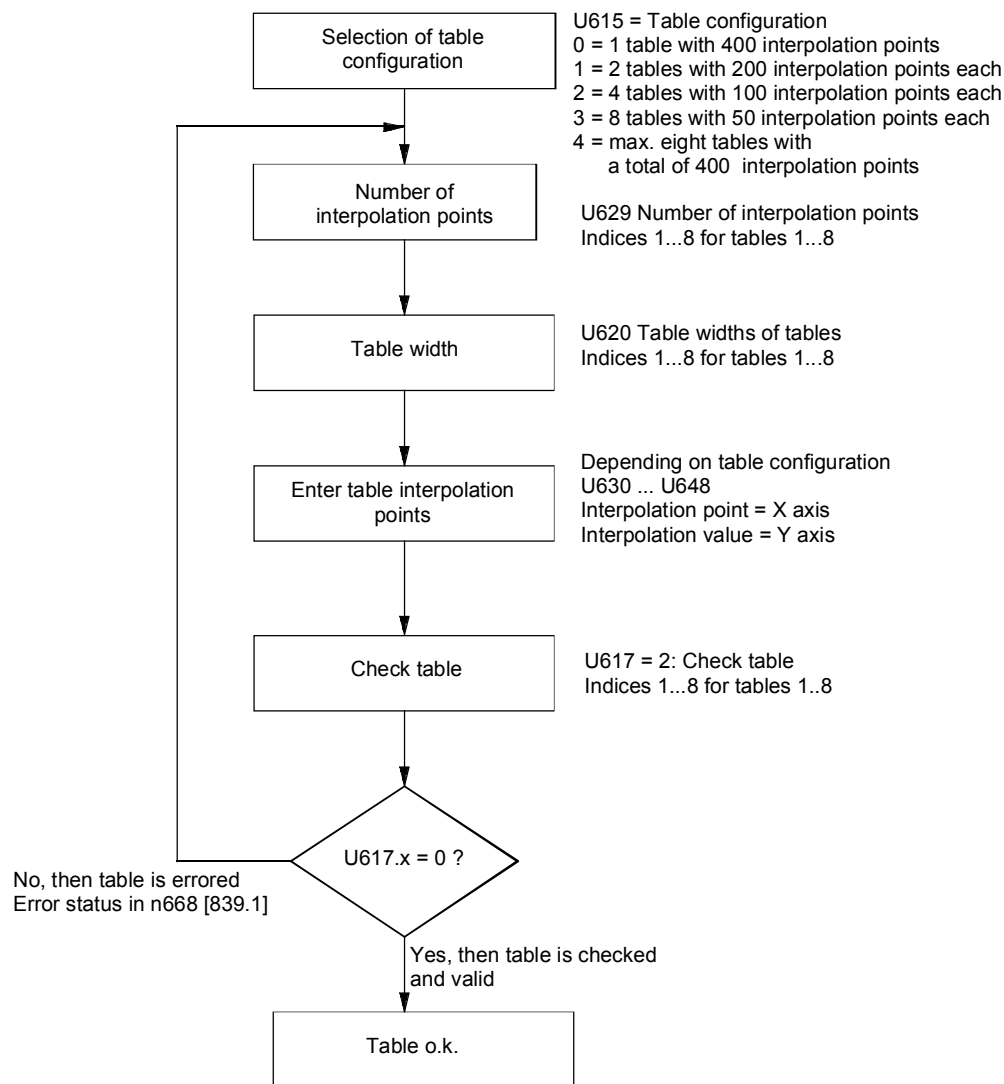 Selection of table
configuration
U615 = Table configuration
0 = 1 table with 400 interpolation points
1 = 2 tables with 200 interpolation points each
2 = 4 tables with 100 interpolation points each
3 = 8 tables with 50 interpolation points each
4 = max. eight tables with
a total of 400 interpolation points
Number of
interpolation points
U629 Number of interpolation points
Indices 1...8 for tables 1...8
Table width
U620 Table widths of tables
Indices 1...8 for tables 1...8
Enter table interpolation
points
Depending on table configuration
U630 ... U648
Interpolation point = X axis
Interpolation value = Y axis
Check table
U617 = 2: Check table
Indices 1...8 for tables 1..8
U617.x = 0 ?
No, then table is errored
Error status in n668 [839.1]
Yes, then table is checked
and valid
Table o.k.